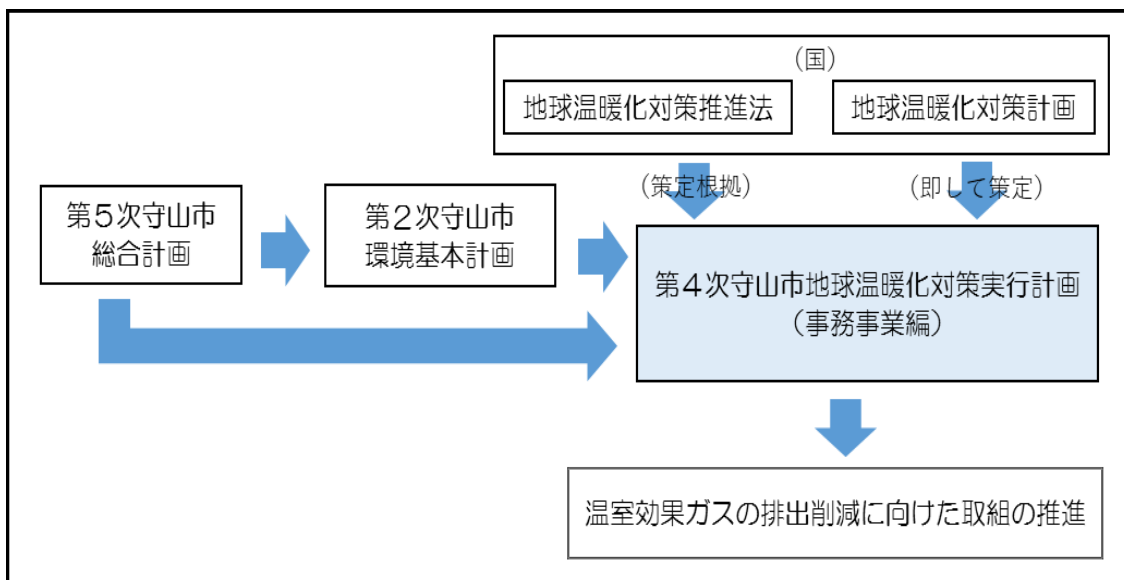 (国)
地球温暖化対策推進法
地球温暖化対策計画
(策定根拠)
(即して策定)
第5次守山市
総合計画
第2次守山市
環境基本計画
第4次守山市地球温暖化対策実行計画
(事務事業編)
温室効果ガスの排出削減に向けた取組の推進